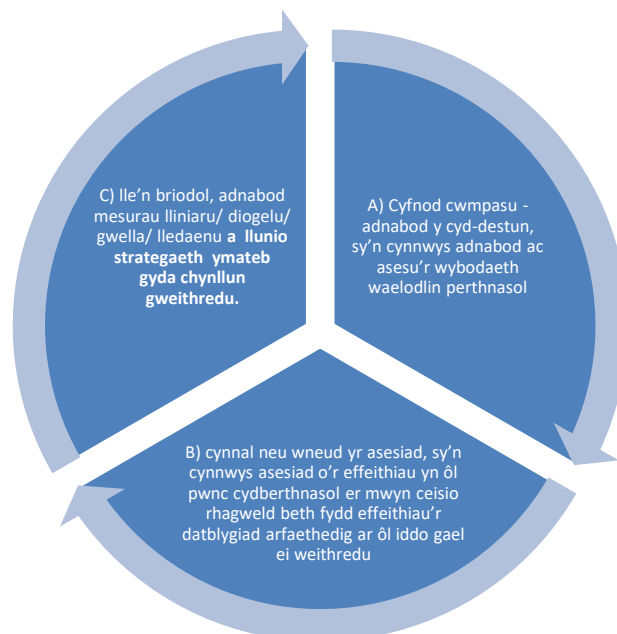 A) Cyfnod cwmpasu -
adnabod y cyd-destun,
sy'n cynnwys adnabod ac
asesu'r wybodaeth
waelodlin perthnasol
B) cynnal neu wneud yr asesiad, sy'n
cynnwys asesiad o'r effeithiau yn ôl
pwnc cydberthnasol er mwyn ceisio
rhagweld beth fydd effeithiau'r
datblygiad arfaethedig ar ôl iddo gael
ei weithredu
C) lle'n briodol, adnabod
mesurau lliniaru/ diogelu/
gwella/ lledaenu a llunio
strategaeth ymateb
gyda chynllun
gweithredu.